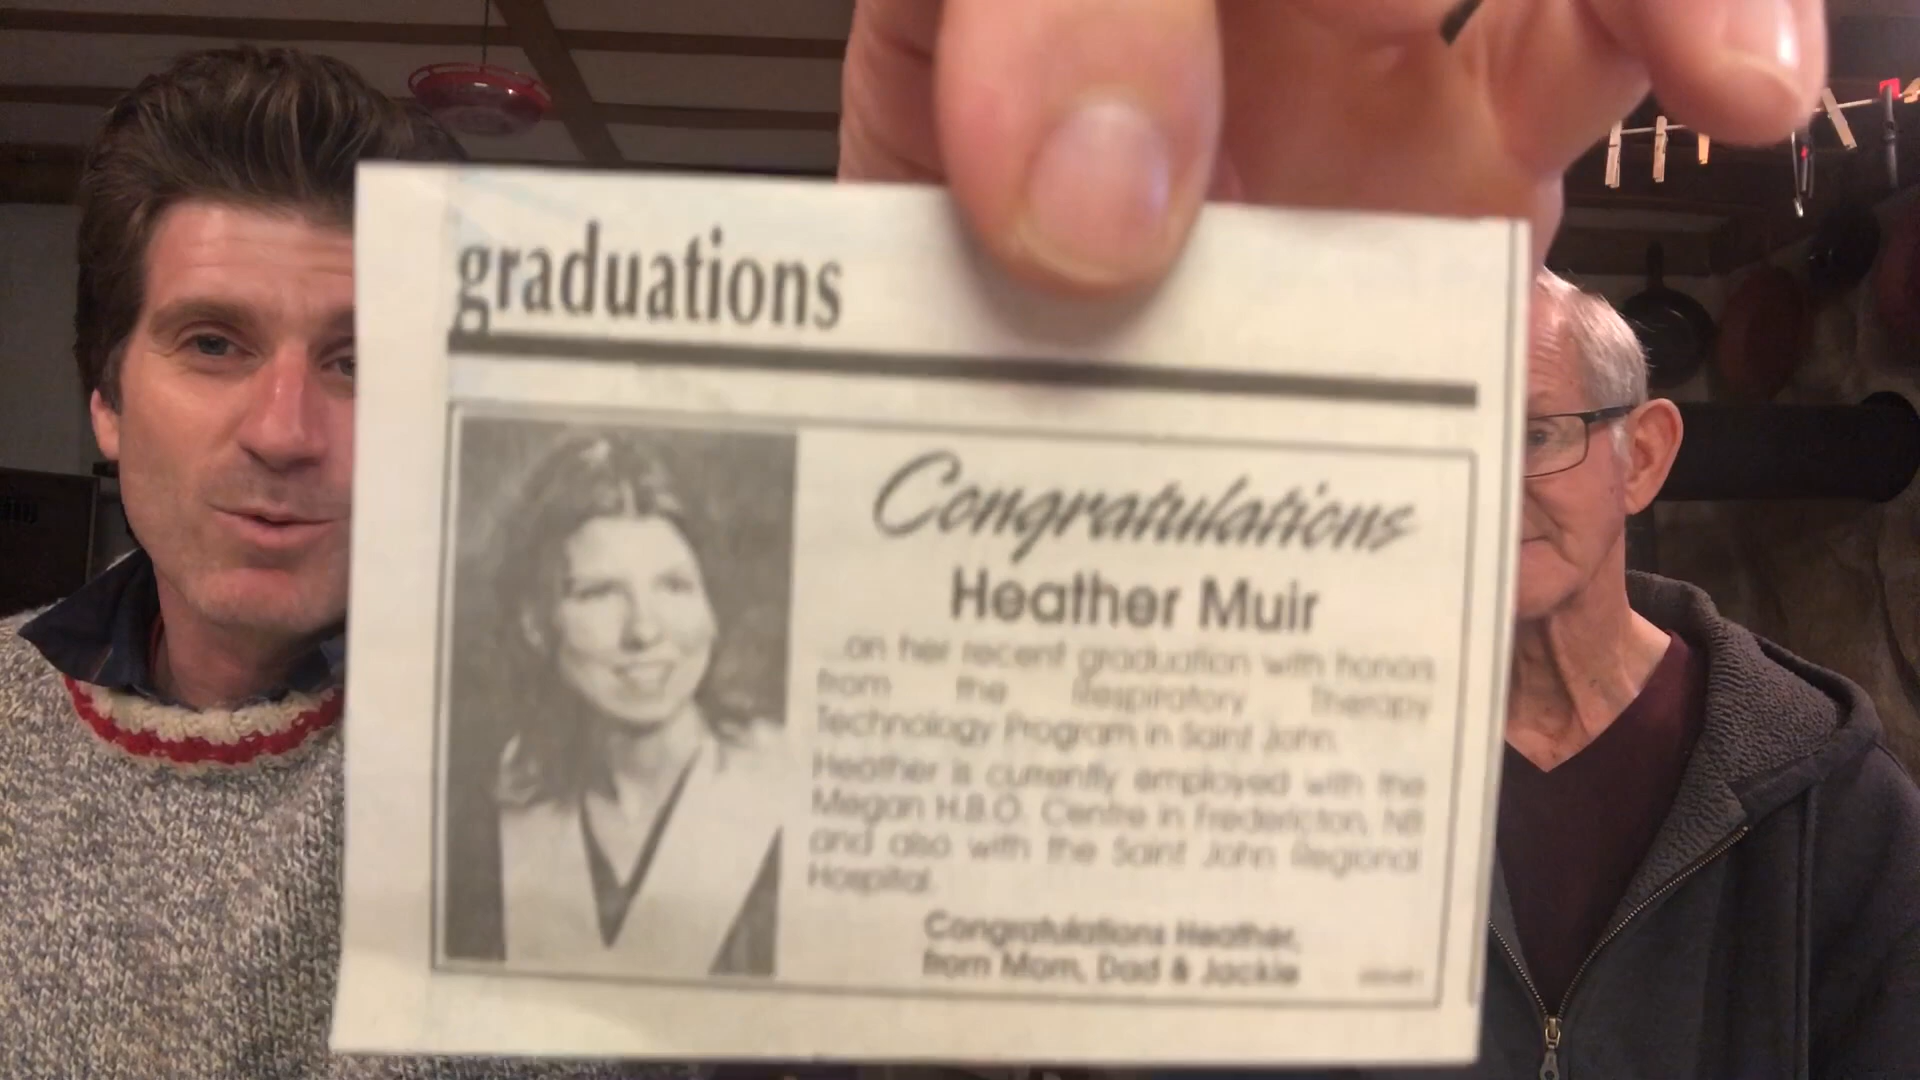 graduations
Congratulations
Heather Muir
...on her recent graduation with honors
from the Respiratory Therapy
Technology Program in Saint John.
Heather is currently employed with the
Megan H.B.O. Centre in Fredericton, NB
and also with the Saint John Regional
Hospital.
Congratulations Heather,
from Mom, Dad & Jackie